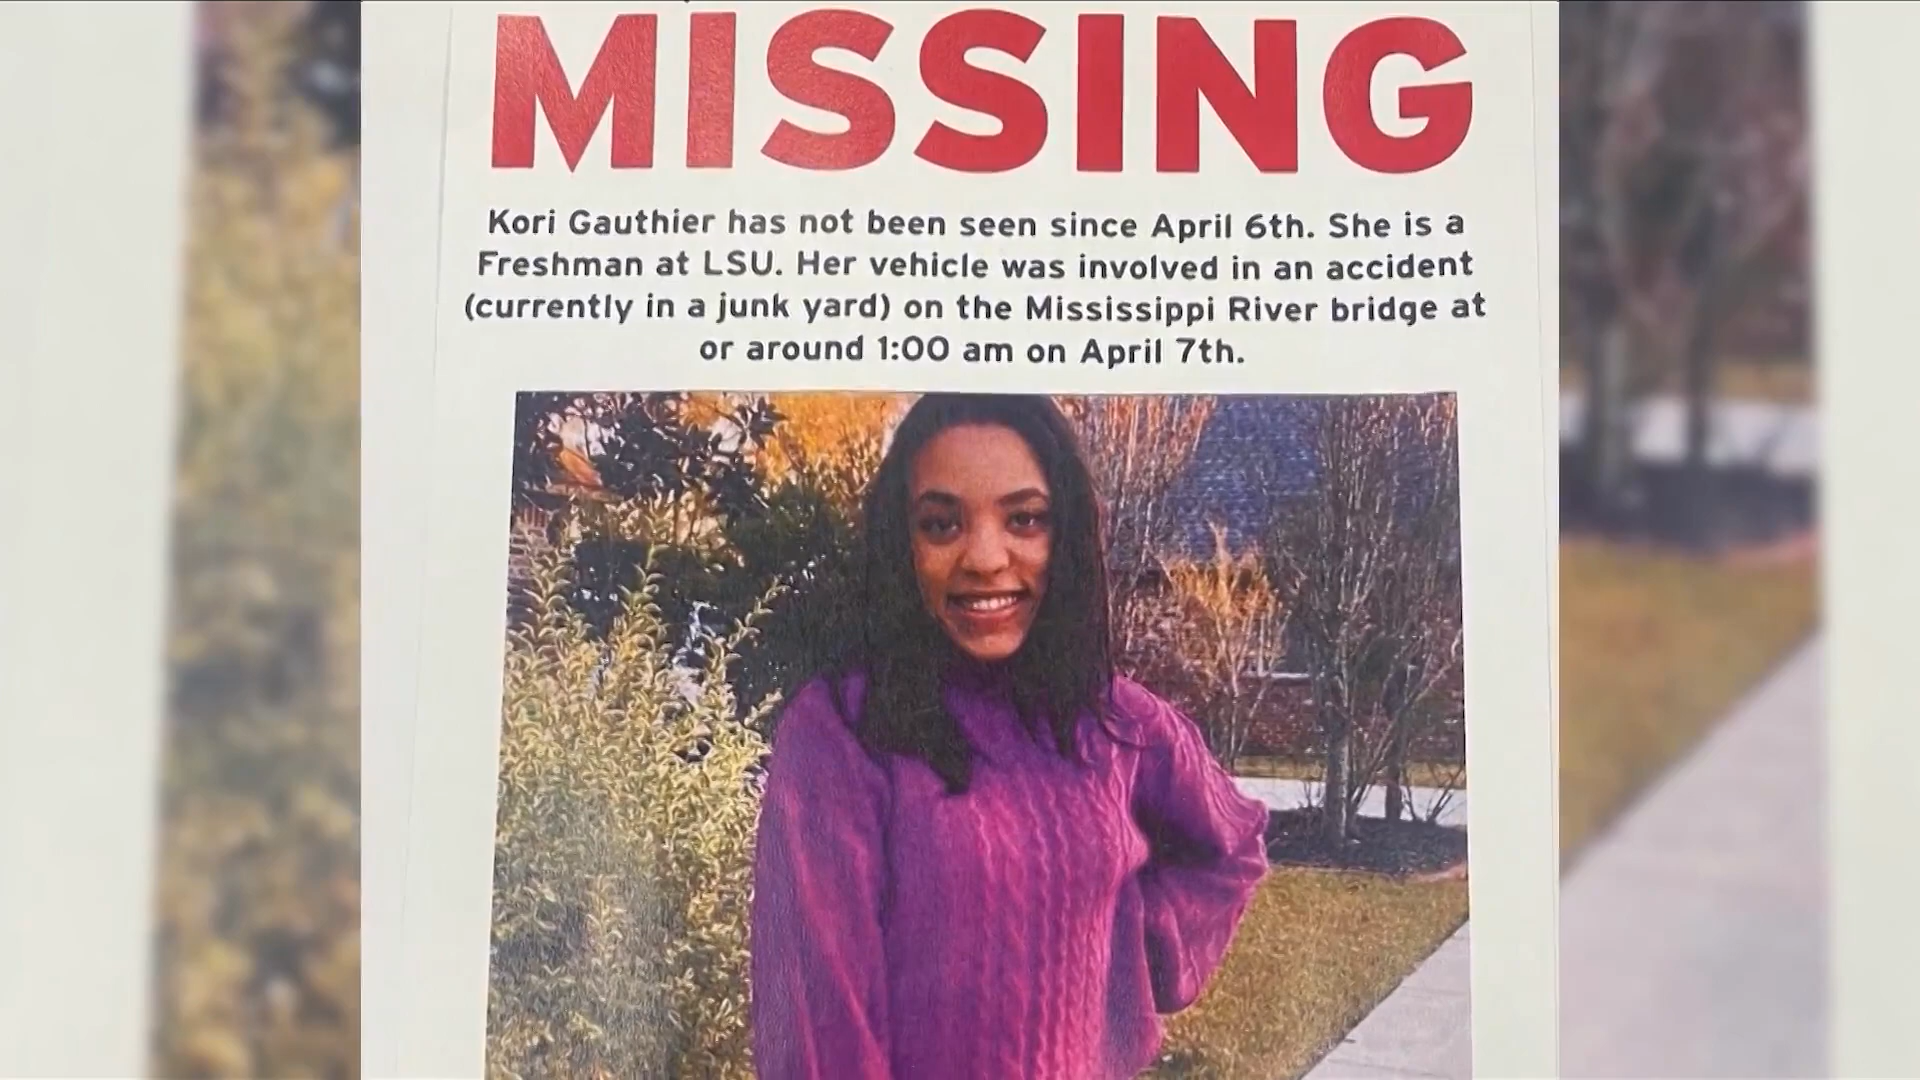 MISSING
Kori Gauthier has not been seen since April 6th. She is a
Freshman at LSU. Her vehicle was involved in an accident
(currently in a junk yard) on the Mississippi River bridge at
or around 1:00 am on April 7th.